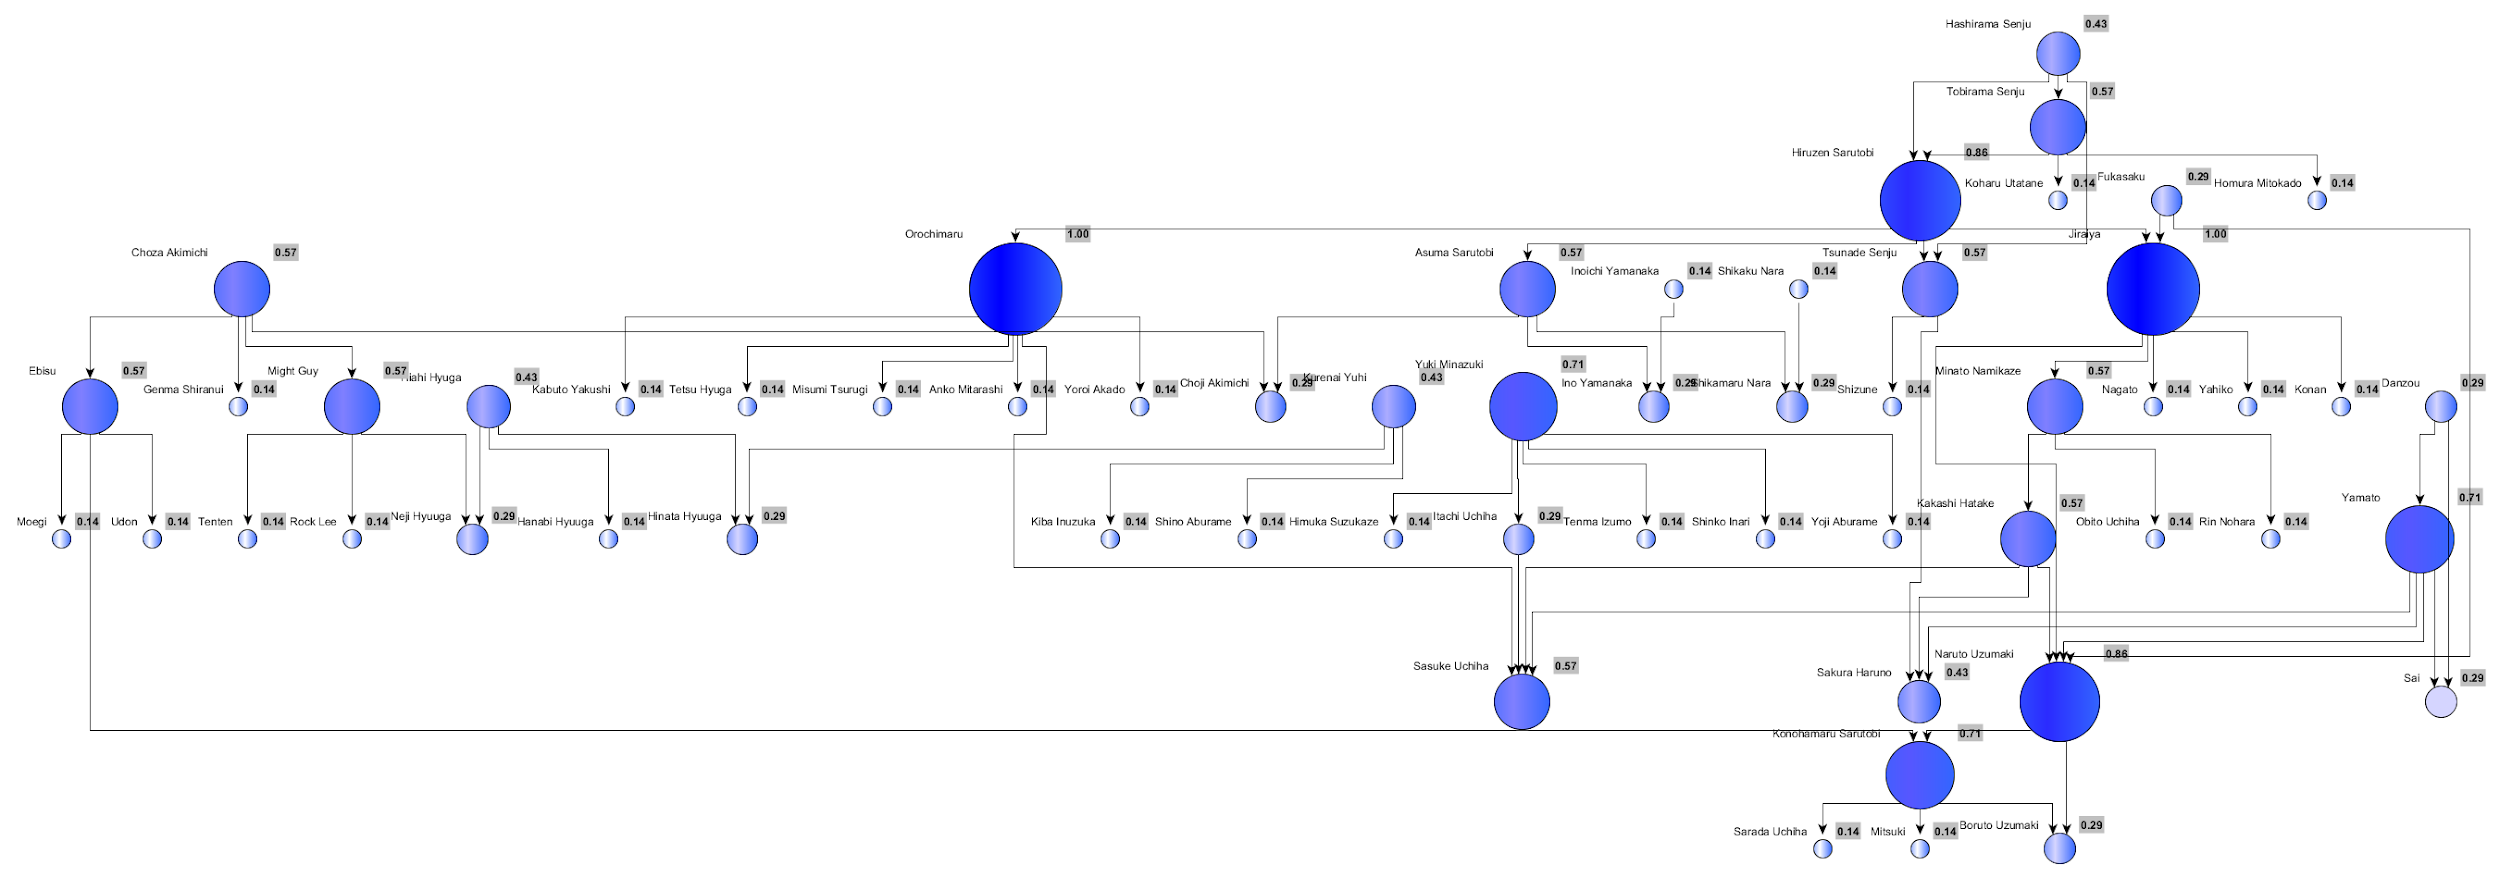 Hashirama Senju 0.43
Tobirama Senju 0.57
Hiruzen Sarutobi 0.86
Koharu Utatane 0.14
Fukasaku 0.29
Homura Mitokado 0.14
Choza Akimichi 0.57
Orochimaru 1.00
Asuma Sarutobi 0.57
Inoichi Yamanaka 0.14
Shikaku Nara 0.14
Tsunade Senju 0.57
Jiraiya 1.00
Ebisu 0.57
Genma Shiranui 0.14
Might Guy 0.57
Hyuga 0.43
Kabuto Yakushi 0.14
Tetsu Hyuga 0.14
Misumi Tsurugi 0.14
Anko Mitarashi 0.14
Yoroi Akado 0.14
Choji Akimichi 0.29
Kurenai Yuhi 0.43
Yuki Minazuki 0.71
Ino Yamanaka 0.29
Shikamaru Nara 0.29
Shizune 0.14
Minato Namikaze 0.57
Nagato 0.14
Yahiko 0.14
Konan 0.14
Danzou 0.29
Moegi 0.14
Udon 0.14
Tenten 0.14
Rock Lee 0.14
Neji Hyuuga 0.29
Hanabi Hyuuga 0.14
Hinata Hyuuga 0.29
Kiba Inuzuka 0.14
Shino Aburame 0.14
Himuka Suzukaze 0.14
Itachi Uchiha 0.29
Tenma Izumo 0.14
Shinko Inari 0.14
Yoji Aburame 0.14
Kakashi Hatake 0.57
Obito Uchiha 0.14
Rin Nohara 0.14
Yamato 0.71
Sasuke Uchiha 0.57
Sakura Haruno 0.43
Naruto Uzumaki 0.86
Sai 0.29
Konohamaru Sarutobi 0.71
Sarada Uchiha 0.14
Mitsuki 0.14
Boruto Uzumaki 0.29